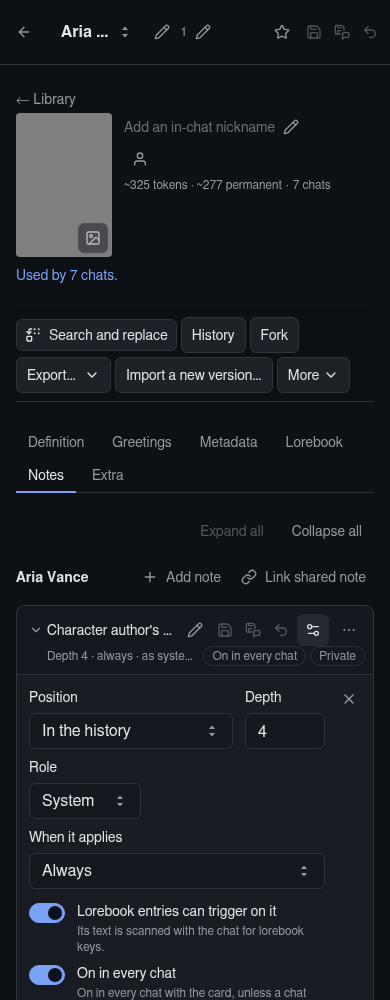 Aria ...
1
← Library
Add an in-chat nickname
~325 tokens · ~277 permanent · 7 chats
Used by 7 chats.
Search and replace
History
Fork
Export...
Import a new version...
More
Definition
Greetings
Metadata
Lorebook
Notes
Extra
Expand all
Collapse all
Aria Vance
Add note
Link shared note
Character author's ...
Depth 4 · always · as syste...
On in every chat
Private
Position
Depth
In the history
4
Role
System
When it applies
Always
Lorebook entries can trigger on it
Its text is scanned with the chat for lorebook
keys.
On in every chat
On in every chat with the card, unless a chat